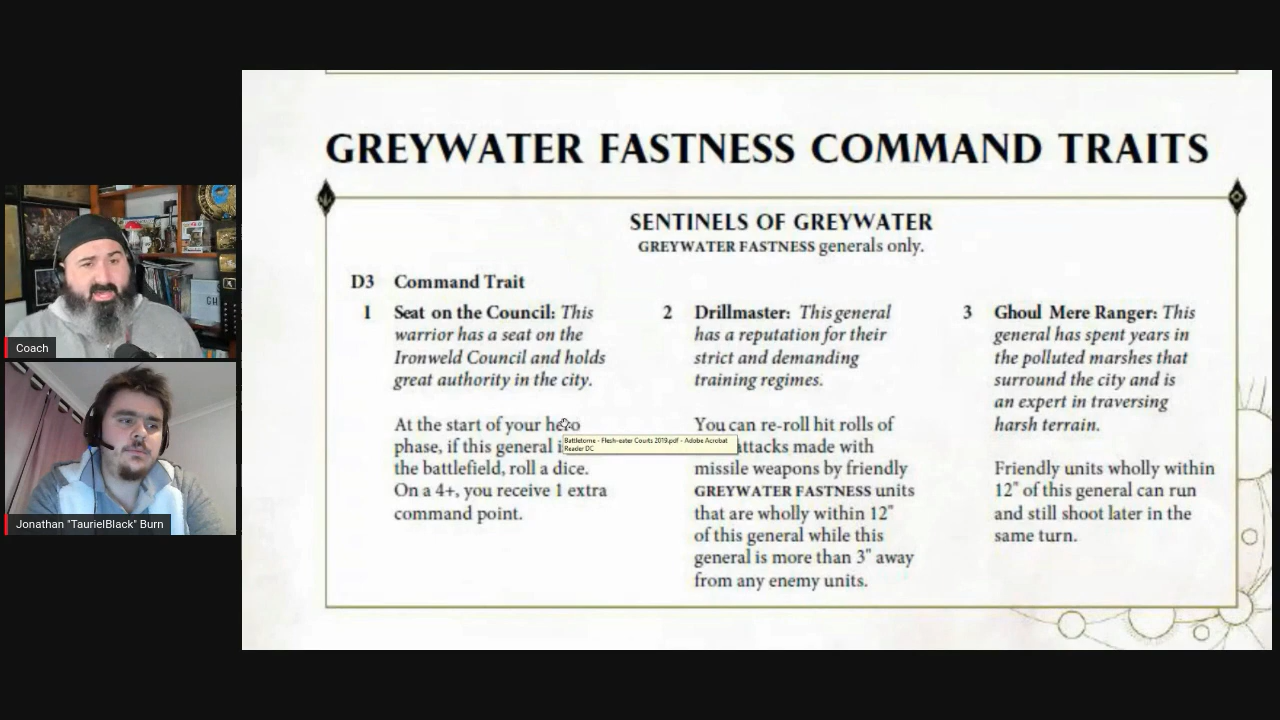 GREYWATER FASTNESS COMMAND TRAITS
SENTINELS OF GREYWATER
GREYWATER FASTNESS generals only.
D3 Command Trait
1 Seat on the Council: This
warrior has a seat on the
Ironweld Council and holds
great authority in the city.
At the start of your hero
phase, if this general i
the battlefield, roll a dice.
On a 4+, you receive 1 extra
command point.
2 Drillmaster: This general
has a reputation for their
strict and demanding
training regimes.
You can re-roll hit rolls of
attacks made with
missile weapons by friendly
GREYWATER FASTNESS units
that are wholly within 12"
of this general while this
general is more than 3" away
from any enemy units.
3 Ghoul Mere Ranger: This
general has spent years in
the polluted marshes that
surround the city and is
an expert in traversing
harsh terrain.
Friendly units wholly within
12" of this general can run
and still shoot later in the
same turn.
Battletome - Flesh-eater Courts 2019.pdf - Adobe Acrobat
Reader DC
Coach
Jonathan "TaurielBlack" Burn